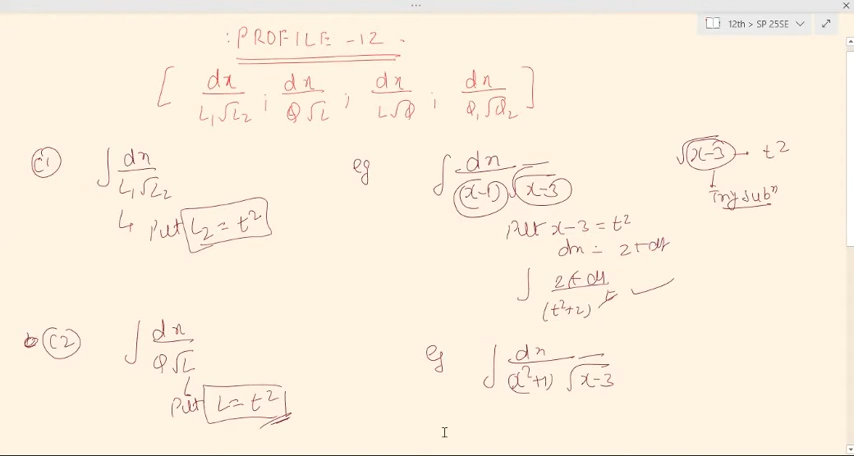 12th > SP 25SE
: PROFILE -12 .
[ dx/L₁√L₂ ; dx/Q√L ; dx/L√Q ; dx/Q₁√Q₂ ]
C1 ∫ dx/L₁√L₂
Put L₂ = t²
eg ∫ dx/(x-1)√x-3
√x-3 → t²
Try subⁿ
Put x-3 = t²
dx = 2t dt
∫ 2t dt/(t²+2) t
C2 ∫ dx/Q√L
Put L = t²
eg ∫ dx/(x²+1) √x-3